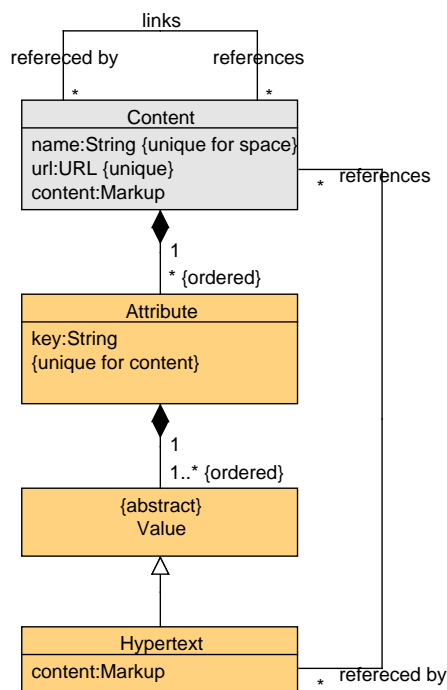 links
refereced by
references
*
*
Content
name:String {unique for space}
url:URL {unique}
content:Markup
references
*
1
* {ordered}
Attribute
key:String
{unique for content}
1
1..* {ordered}
{abstract}
Value
Hypertext
content:Markup
refereced by
*